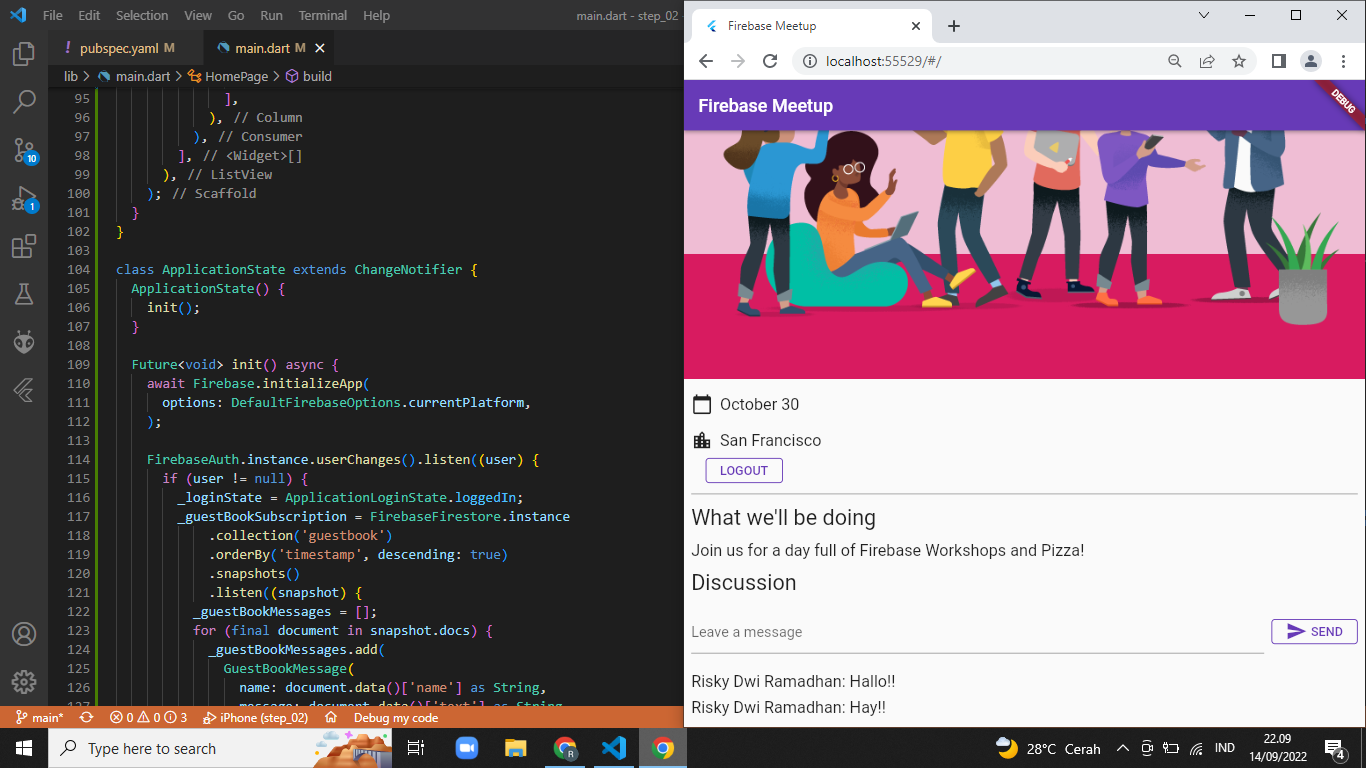 File Edit Selection View Go Run Terminal Help main.dart - step_02 -
! pubspec.yaml M main.dart M
lib > main.dart > HomePage > build
95 ],
96 ), // Column
97 ), // Consumer
98 ], // <Widget>[]
99 ), // ListView
100 ); // Scaffold
101 }
102 }
103
104 class ApplicationState extends ChangeNotifier {
105 ApplicationState() {
106 init();
107 }
108
109 Future<void> init() async {
110 await Firebase.initializeApp(
111 options: DefaultFirebaseOptions.currentPlatform,
112 );
113
114 FirebaseAuth.instance.userChanges().listen((user) {
115 if (user != null) {
116 _loginState = ApplicationLoginState.loggedIn;
117 _guestBookSubscription = FirebaseFirestore.instance
118 .collection('guestbook')
119 .orderBy('timestamp', descending: true)
120 .snapshots()
121 .listen((snapshot) {
122 _guestBookMessages = [];
123 for (final document in snapshot.docs) {
124 _guestBookMessages.add(
125 GuestBookMessage(
126 name: document.data()['name'] as String,
127 message: document.data()['text'] as String
10
1
main* 0 0 3 iPhone (step_02) Debug my code
Firebase Meetup
localhost:55529/#/
Firebase Meetup
DEBUG
October 30
San Francisco
LOGOUT
What we'll be doing
Join us for a day full of Firebase Workshops and Pizza!
Discussion
Leave a message
SEND
Risky Dwi Ramadhan: Hallo!!
Risky Dwi Ramadhan: Hay!!
Type here to search
R
28°C Cerah
IND
22.09
14/09/2022
4